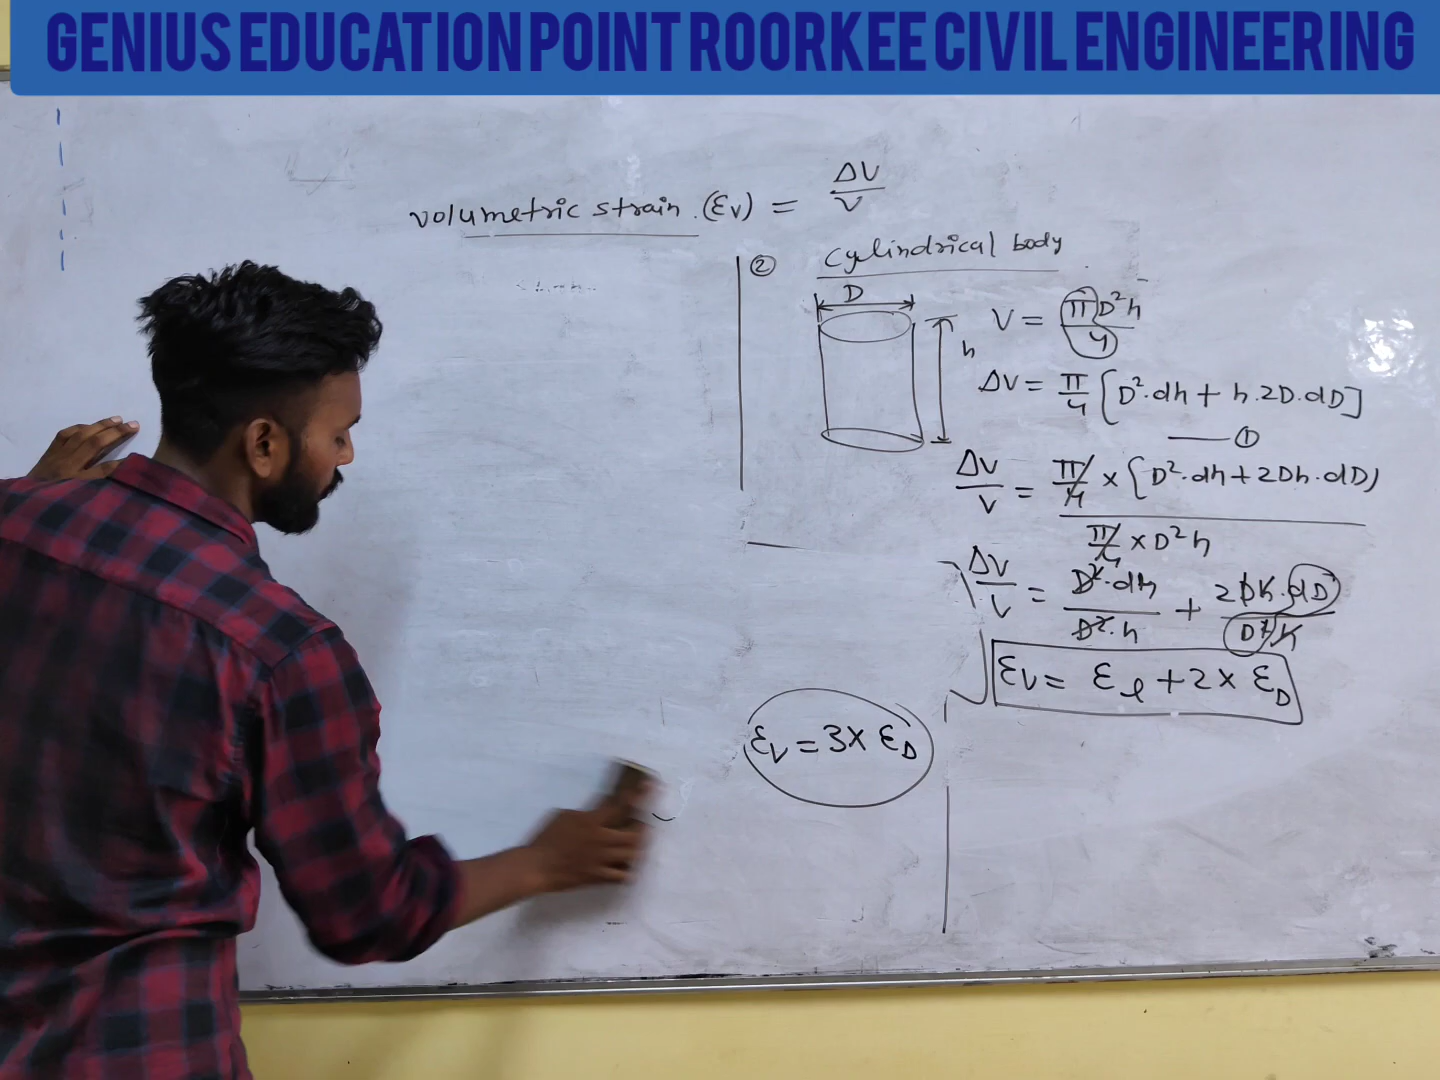 GENIUS EDUCATION POINT ROORKEE CIVIL ENGINEERING
volumetric strain. (εv) = ΔV/V
② Cylindrical body
D
h
V = πD²h/4
ΔV = π/4 [D².dh + h.2D.dD]
—— ①
ΔV/V = π/4 × {D².dh + 2Dh.dD) / π/4 × D²h
ΔV/V = D².dh/D².h + 2Dh.dD/D²h
εv = εl + 2 × εD
εv = 3 × εD